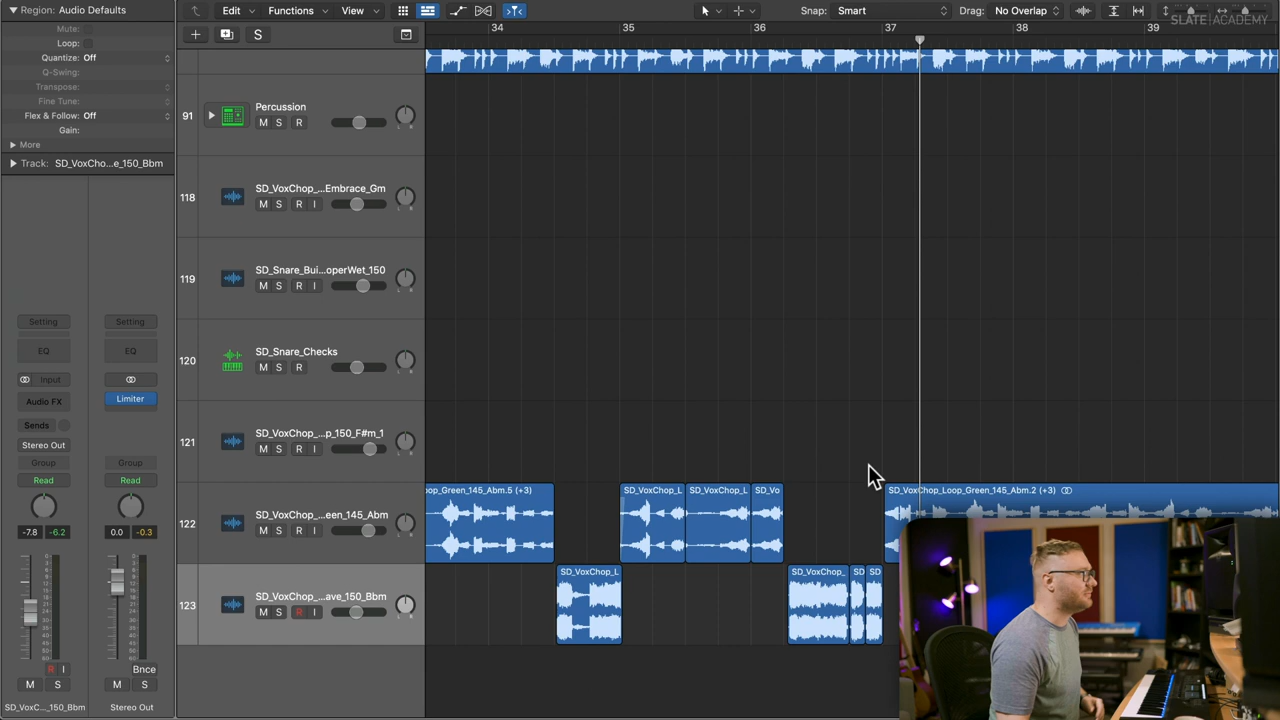 Region: Audio Defaults
Mute:
Loop:
Quantize: Off
Q-Swing:
Transpose:
Fine Tune:
Flex & Follow: Off
Gain:
More
Track: SD_VoxCho...e_150_Bbm
Setting
EQ
Input
Audio FX
Sends
Stereo Out
Group
Read
-7.8 -6.2
R I
M S
SD_VoxC..._150_Bbm
Setting
EQ
Limiter
Group
Read
0.0 -0.3
Bnce
M S
Stereo Out
Edit Functions View Snap: Smart Drag: No Overlap
SLATE|ACADEMY
S
34 35 36 37 38 39
91 Percussion
M S R
118 SD_VoxChop_...Embrace_Gm
M S R I
119 SD_Snare_Bui...operWet_150
M S R I
120 SD_Snare_Checks
M S R
121 SD_VoxChop_...p_150_F#m_1
M S R I
122 SD_VoxChop_...een_145_Abm
M S R I
oop_Green_145_Abm.5 (+3) SD_VoxChop_L SD_VoxChop_L SD_Vo SD_VoxChop_Loop_Green_145_Abm.2 (+3)
123 SD_VoxChop_...ave_150_Bbm
M S R I
SD_VoxChop_L SD_VoxChop_ SD SD